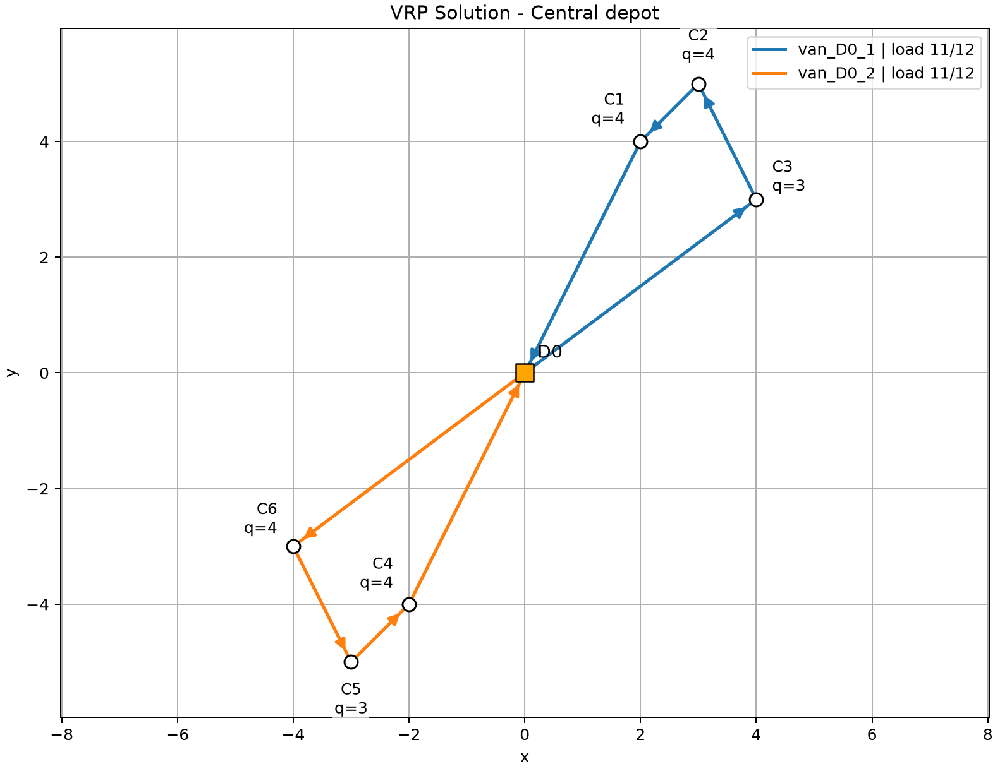 VRP Solution - Central depot
van_D0_1 | load 11/12
van_D0_2 | load 11/12
C2
q=4
C1
q=4
C3
q=3
D0
C6
q=4
C4
q=4
C5
q=3
4
2
0
−2
−4
y
−8
−6
−4
−2
0
2
4
6
8
x